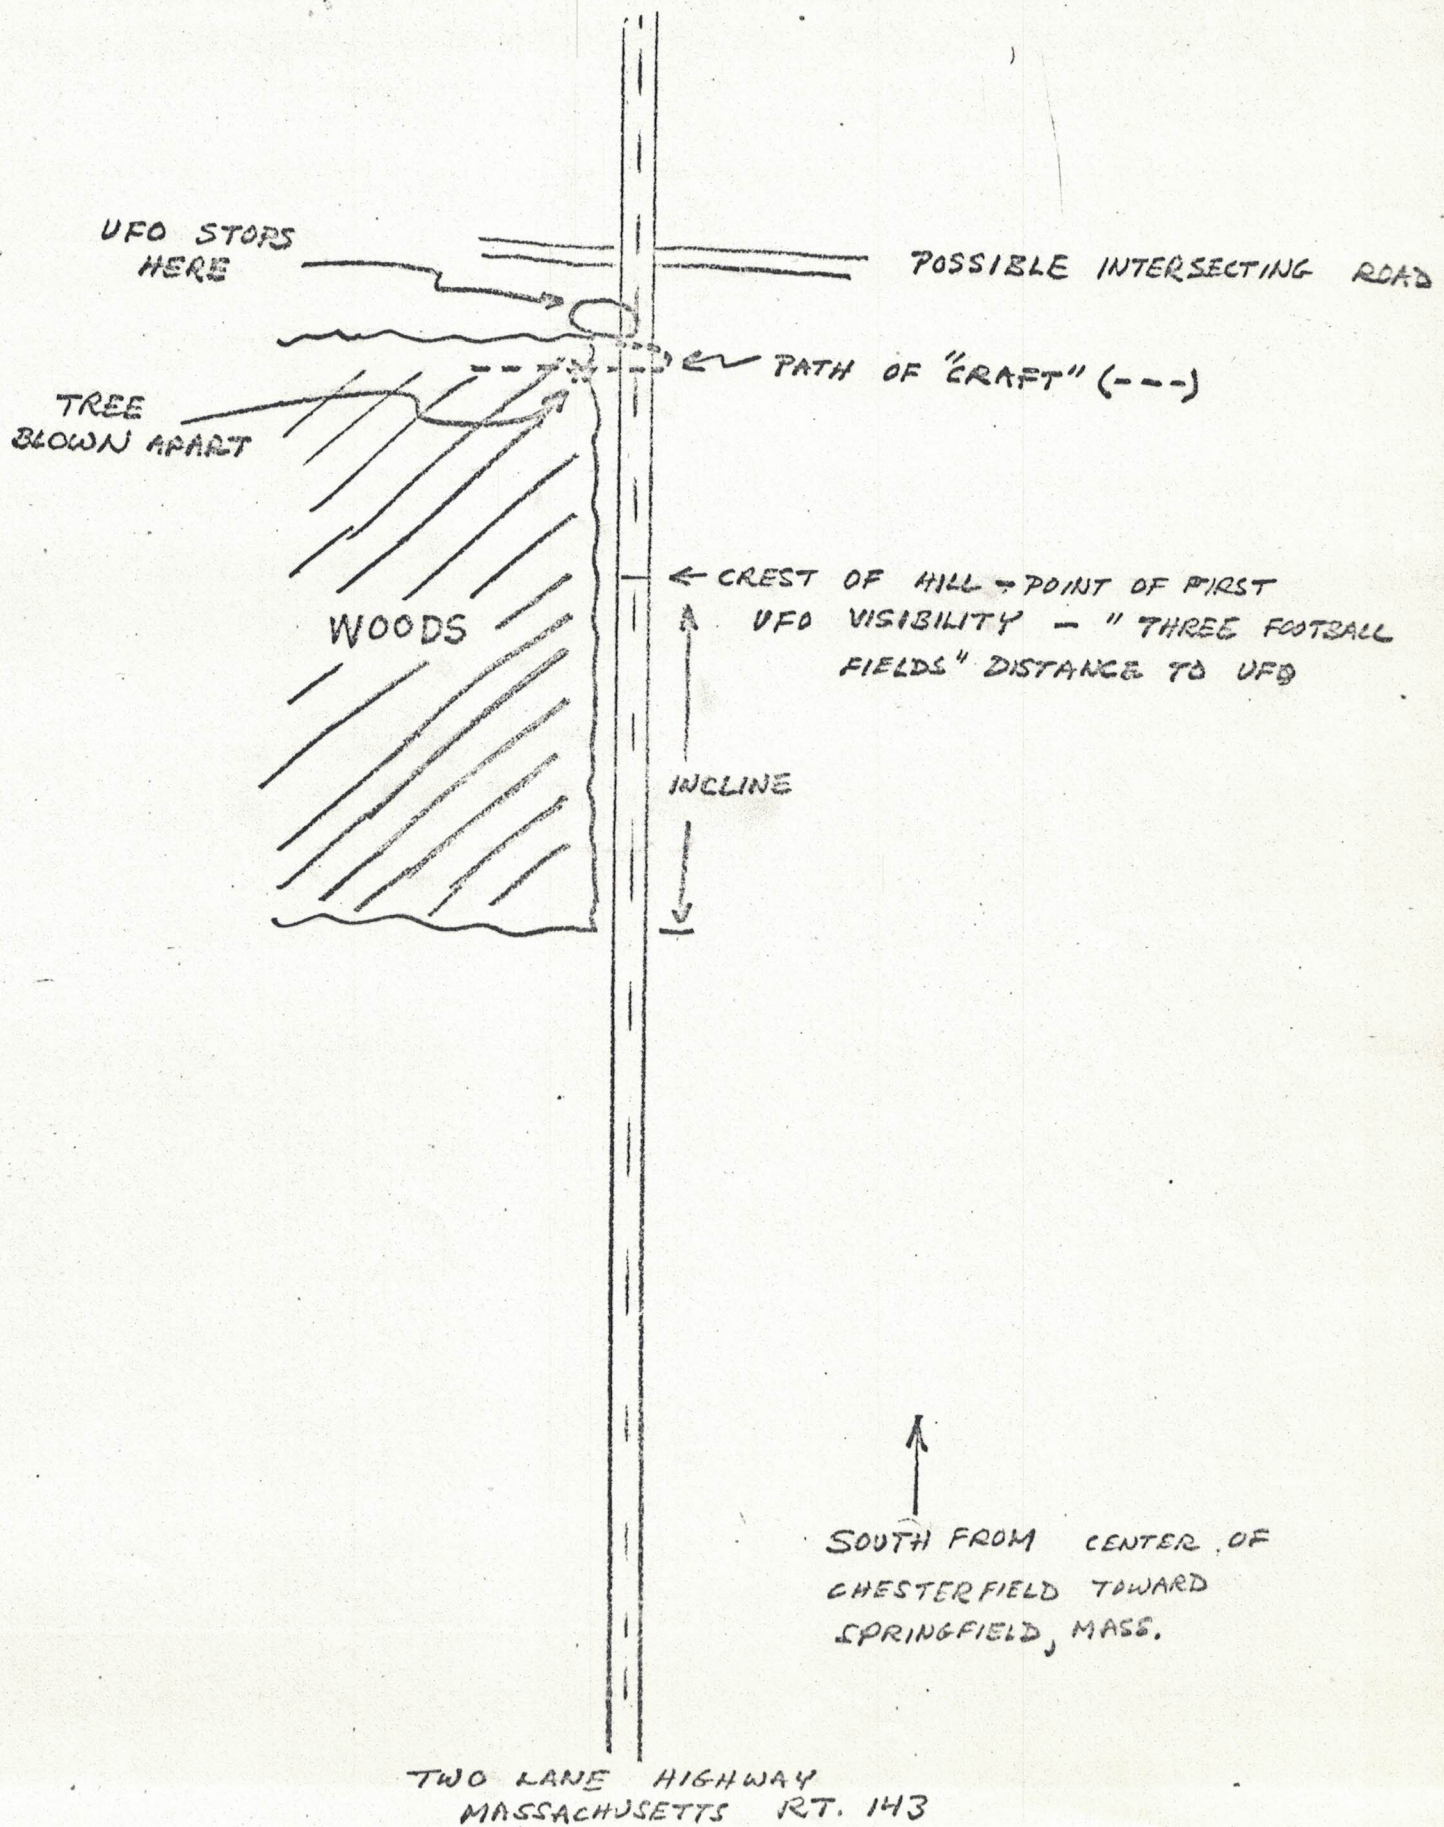 UFO STOPS
HERE
POSSIBLE INTERSECTING ROAD
PATH OF "CRAFT" (---)
TREE
BLOWN APART
← CREST OF HILL - POINT OF FIRST
UFO VISIBILITY - "THREE FOOTBALL
FIELDS" DISTANCE TO UFO
WOODS
INCLINE
SOUTH FROM CENTER OF
CHESTERFIELD TOWARD
SPRINGFIELD, MASS.
TWO LANE HIGHWAY
MASSACHUSETTS RT. 143